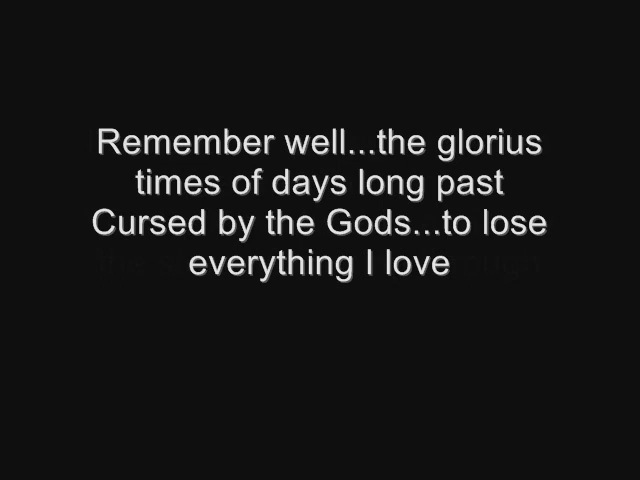 Remember well...the glorius
times of days long past
Cursed by the Gods...to lose
everything I love